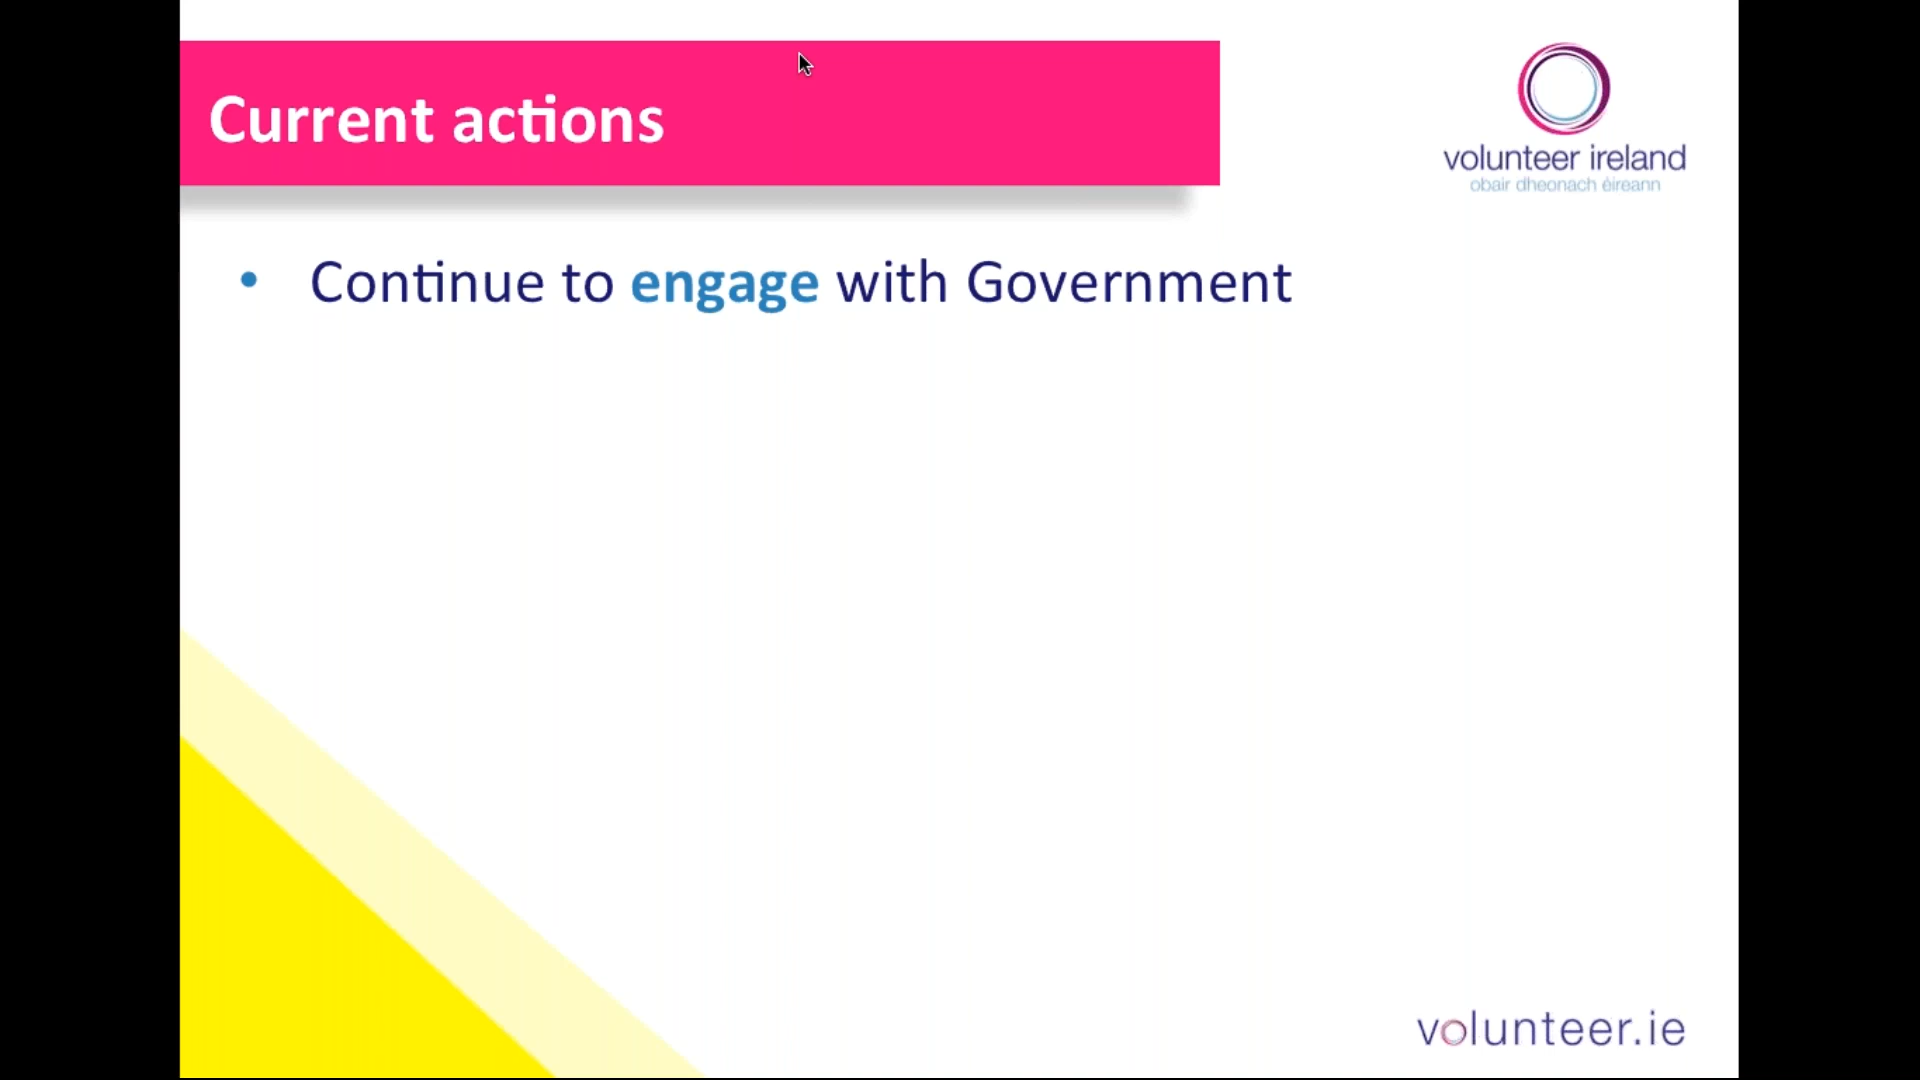 Current actions
volunteer ireland
obair dheonach éireann
• Continue to engage with Government
volunteer.ie